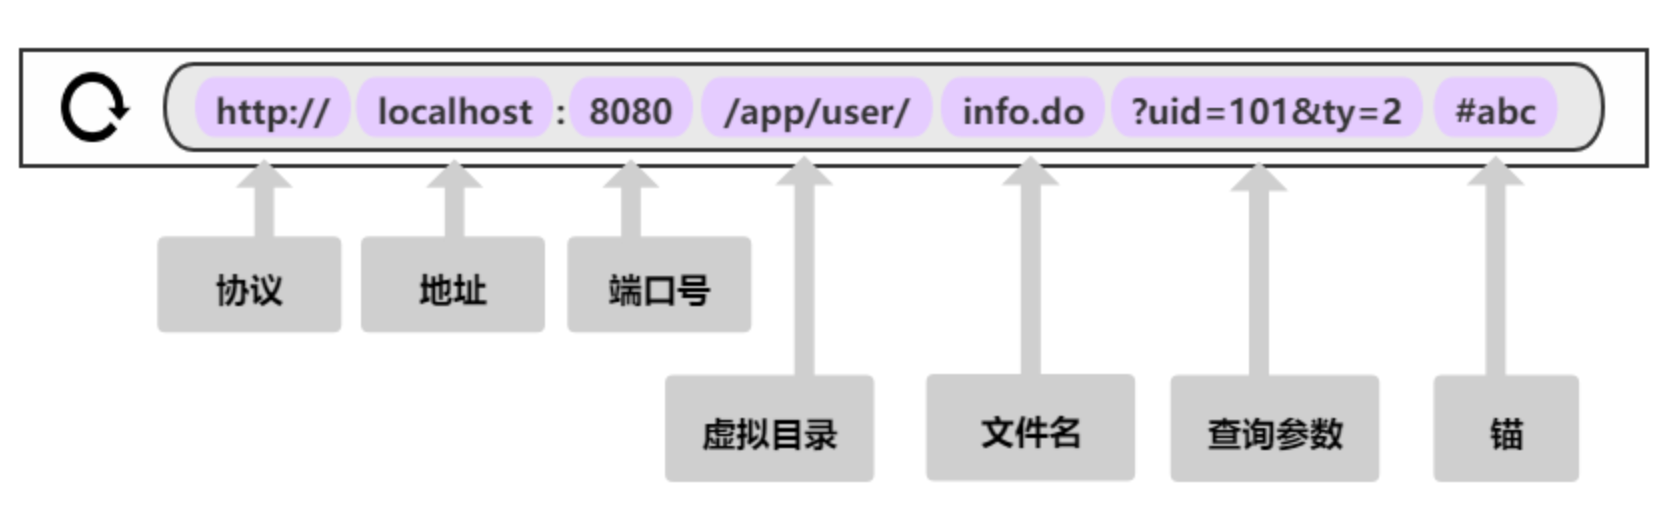 http://localhost:8080/app/user/info.do?uid=101&ty=2#abc
协议 地址 端口号
虚拟目录 文件名 查询参数 锚